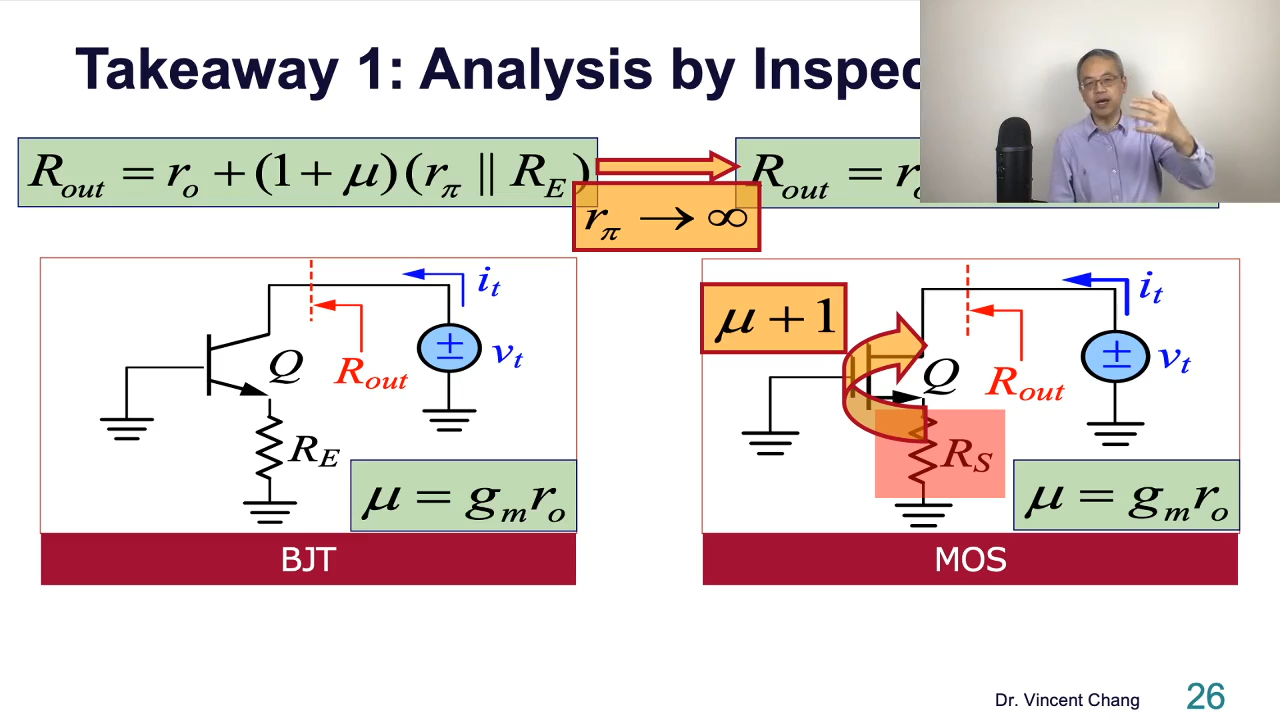 Takeaway 1: Analysis by Inspec
R_out = r_o + (1 + μ)(r_π || R_E)
R_out = r_o
r_π → ∞
i_t
Q
R_out
± v_t
R_E
μ = g_m r_o
BJT
μ + 1
i_t
Q
R_out
± v_t
R_S
μ = g_m r_o
MOS
Dr. Vincent Chang 26